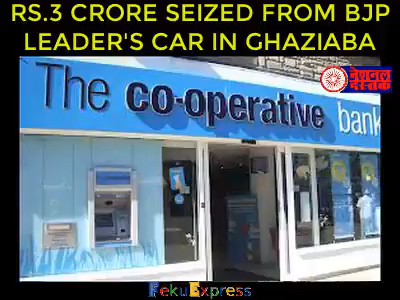 RS.3 CRORE SEIZED FROM BJP
LEADER'S CAR IN GHAZIABA
नेशनल
दस्तक
The co-operative bank
FekuExpress